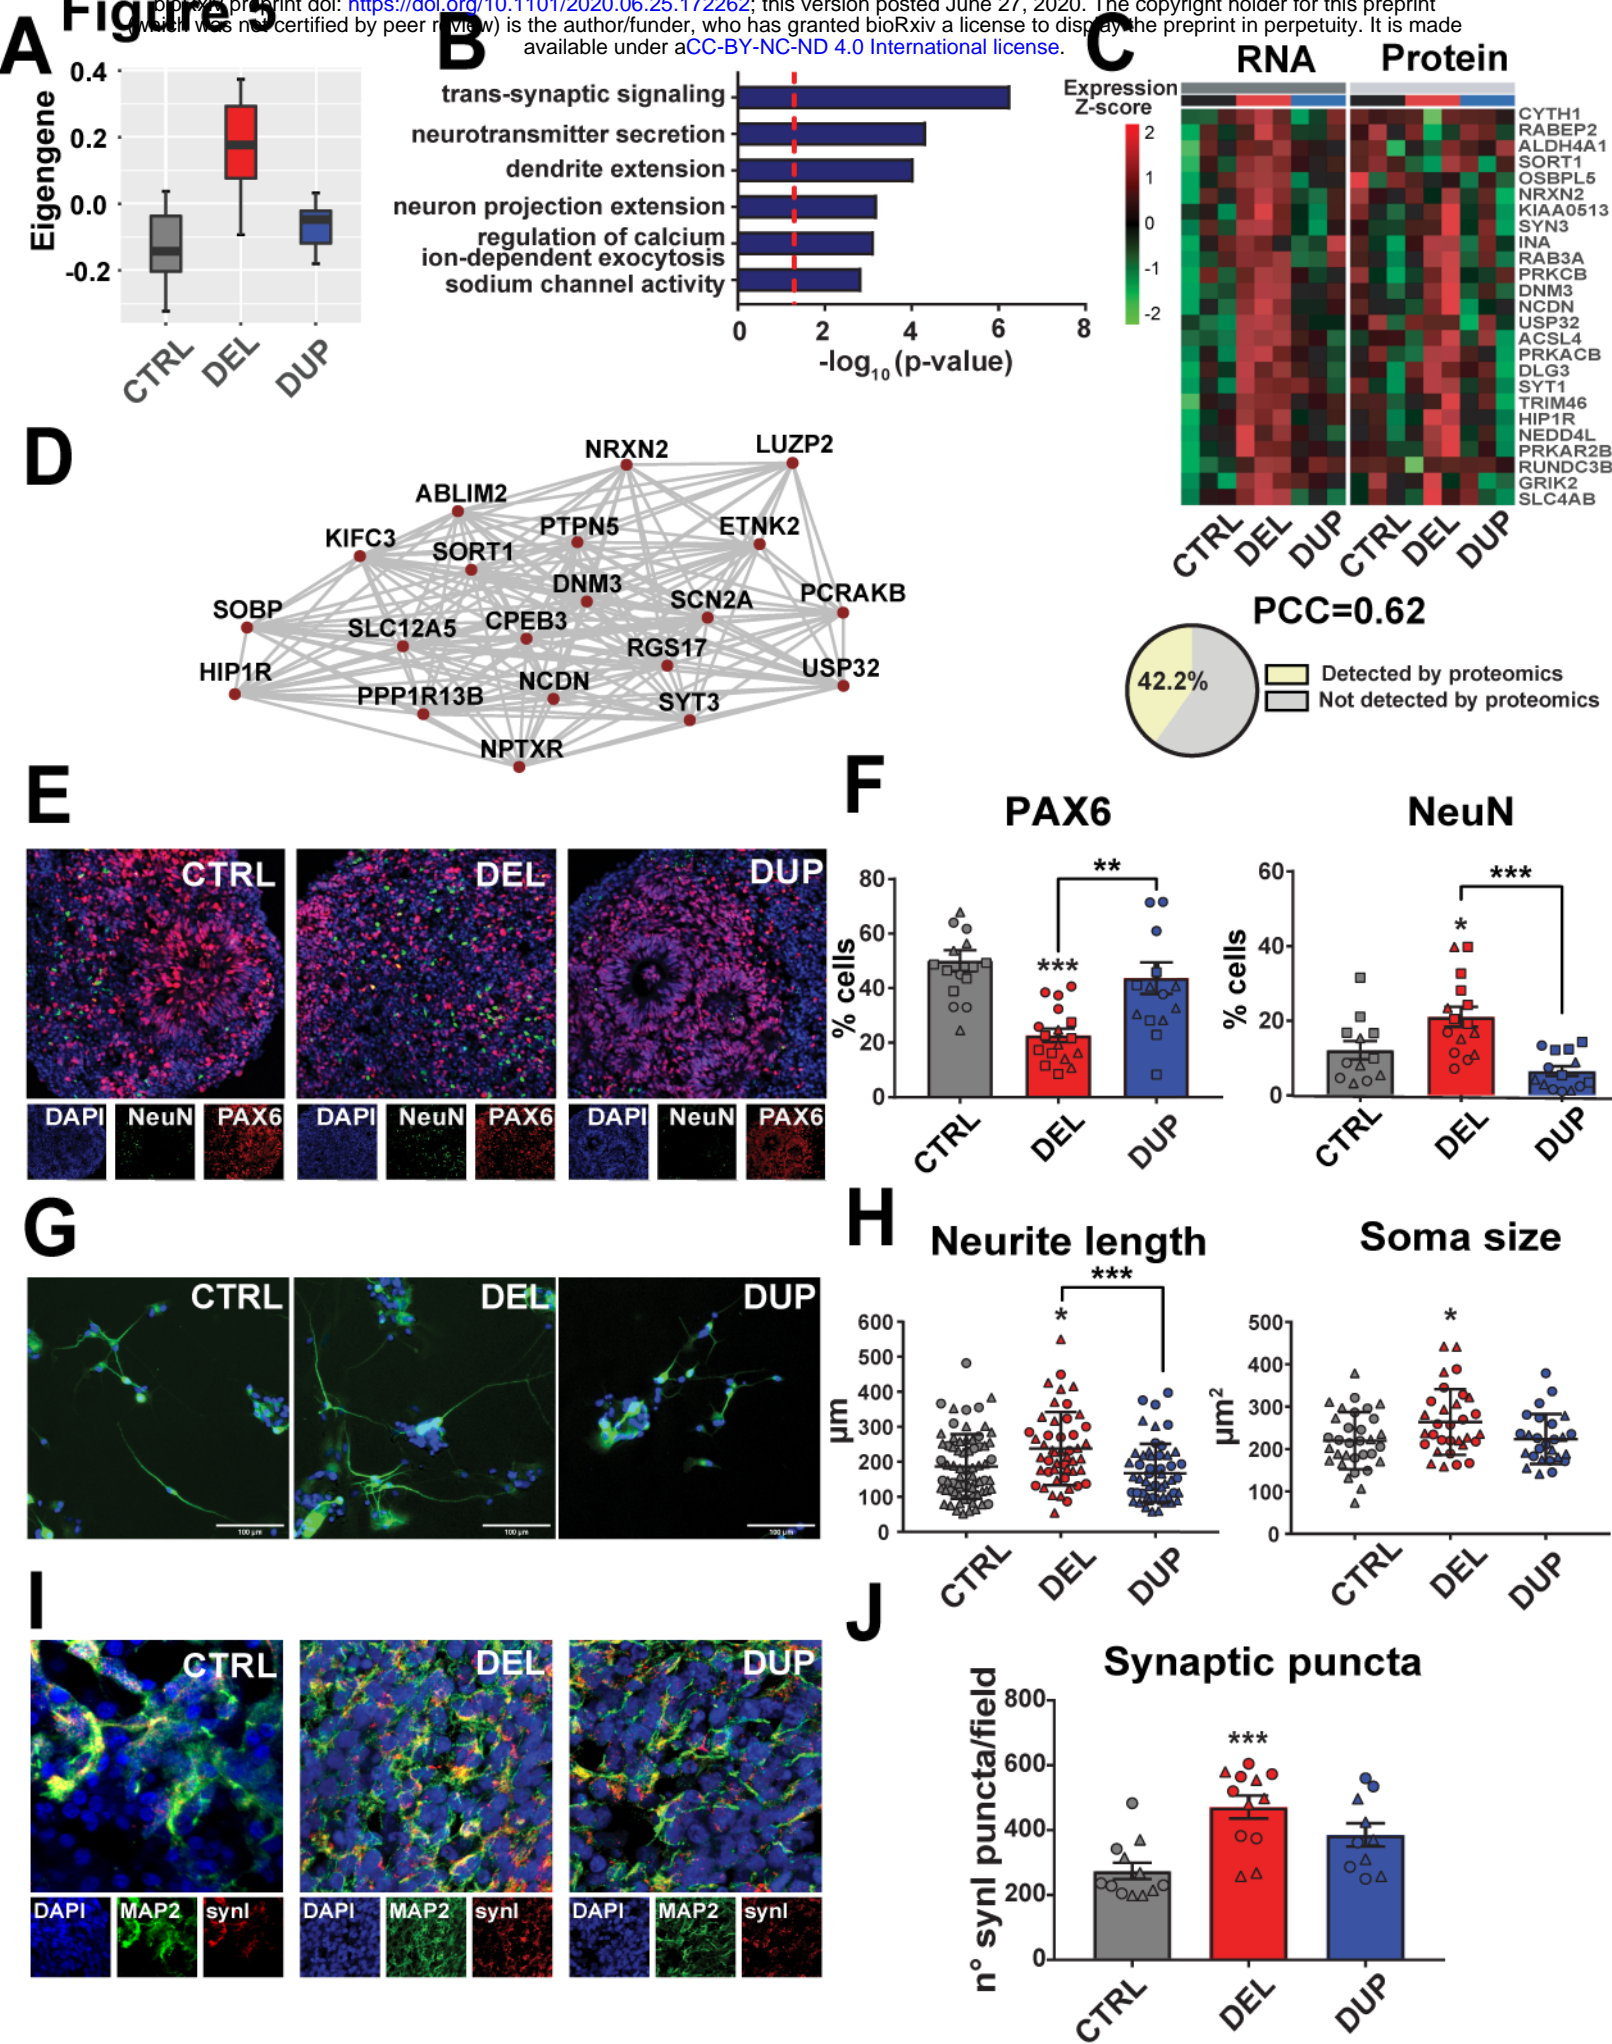 bioRxiv preprint doi: https://doi.org/10.1101/2020.06.25.172262; this version posted June 27, 2020. The copyright holder for this preprint
(which was not certified by peer review) is the author/funder, who has granted bioRxiv a license to display the preprint in perpetuity. It is made
available under aCC-BY-NC-ND 4.0 International license.
Figure 5
A
Eigengene
0.4
0.2
0.0
-0.2
CTRL
DEL
DUP
B
trans-synaptic signaling
neurotransmitter secretion
dendrite extension
neuron projection extension
regulation of calcium
ion-dependent exocytosis
sodium channel activity
0 2 4 6 8
-log10 (p-value)
C
RNA Protein
Expression
Z-score
2
1
0
-1
-2
CYTH1
RABEP2
ALDH4A1
SORT1
OSBPL5
NRXN2
KIAA0513
SYN3
INA
RAB3A
PRKCB
DNM3
NCDN
USP32
ACSL4
PRKACB
DLG3
SYT1
TRIM46
HIP1R
NEDD4L
PRKAR2B
RUNDC3B
GRIK2
SLC4AB
CTRL DEL DUP CTRL DEL DUP
PCC=0.62
42.2%
Detected by proteomics
Not detected by proteomics
D
NRXN2
LUZP2
ABLIM2
PTPN5
ETNK2
KIFC3
SORT1
DNM3
SCN2A
PCRAKB
SOBP
SLC12A5
CPEB3
RGS17
HIP1R
USP32
PPP1R13B
NCDN
SYT3
NPTXR
E
CTRL DEL DUP
DAPI NeuN PAX6 DAPI NeuN PAX6 DAPI NeuN PAX6
F
PAX6
% cells
80
60
40
20
0
***
**
CTRL DEL DUP
NeuN
% cells
60
40
20
0
*
***
CTRL DEL DUP
G
CTRL DEL DUP
100 µm 100 µm 100 µm
H
Neurite length
µm
600
500
400
300
200
100
0
*
***
CTRL DEL DUP
Soma size
µm2
500
400
300
200
100
0
*
CTRL DEL DUP
I
CTRL DEL DUP
DAPI MAP2 synI DAPI MAP2 synI DAPI MAP2 synI
J
Synaptic puncta
n° synI puncta/field
800
600
400
200
0
***
CTRL DEL DUP